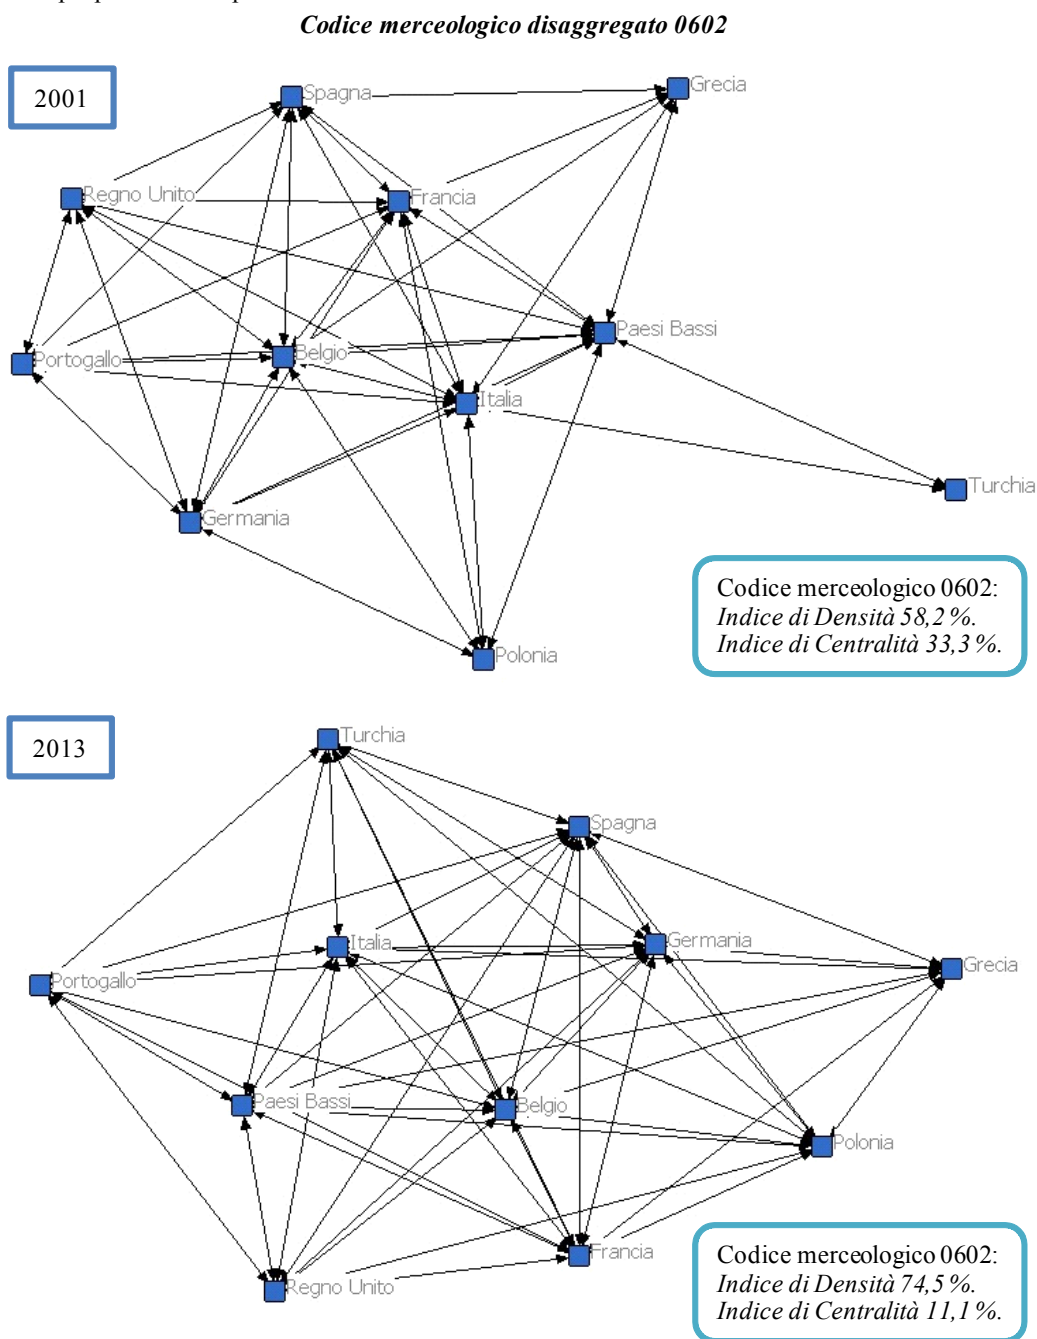 Codice merceologico disaggregato 0602
2001
Spagna
Grecia
Regno Unito
Francia
Paesi Bassi
Portogallo
Belgio
Italia
Turchia
Germania
Polonia
Codice merceologico 0602:
Indice di Densità 58,2%.
Indice di Centralità 33,3%.
2013
Turchia
Spagna
Italia
Germania
Grecia
Portogallo
Paesi Bassi
Belgio
Polonia
Francia
Regno Unito
Codice merceologico 0602:
Indice di Densità 74,5%.
Indice di Centralità 11,1%.